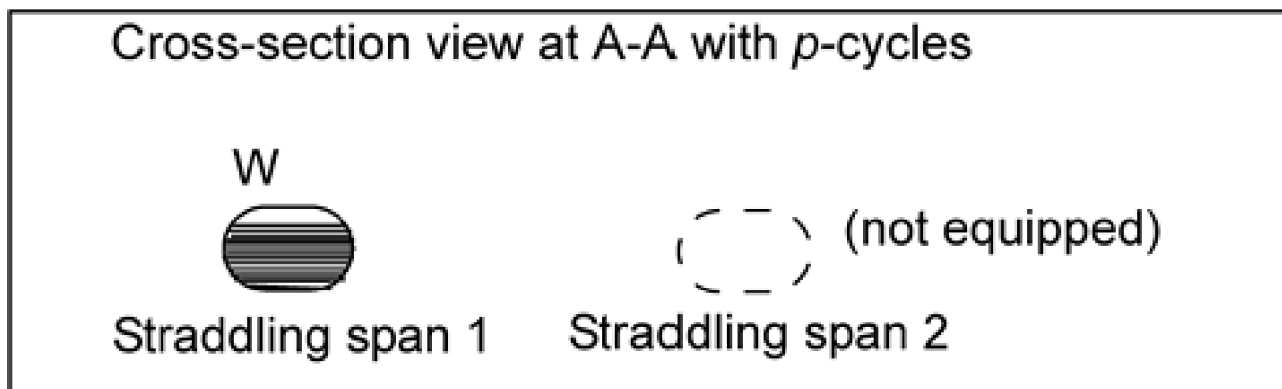 Cross-section view at A-A with p-cycles
W
(not equipped)
Straddling span 1
Straddling span 2